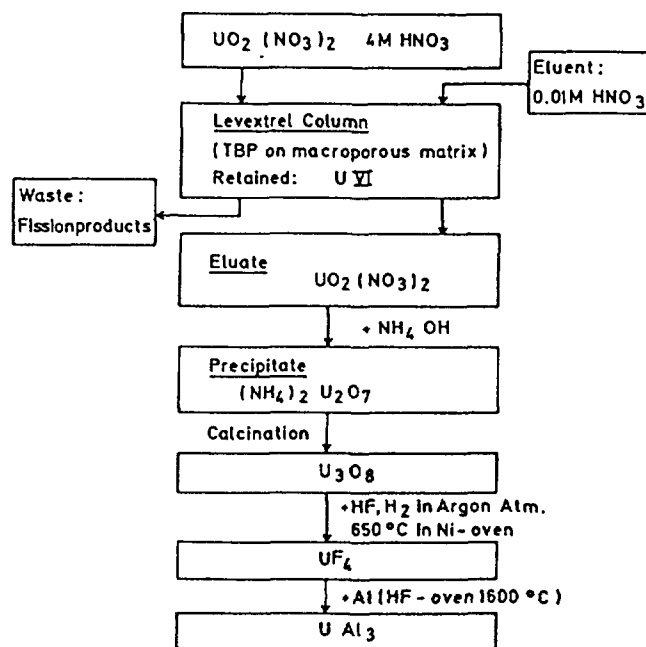 UO2 (NO3)2 4M HNO3
Eluent:
0.01M HNO3
Levextrel Column
(TBP on macroporous matrix)
Retained: U VI
Waste:
Fissionproducts
Eluate
UO2 (NO3)2
+ NH4 OH
Precipitate
(NH4)2 U2O7
Calcination
U3O8
+HF, H2 in Argon Atm.
650°C in Ni-oven
UF4
+Al (HF - oven 1600 °C)
U Al3